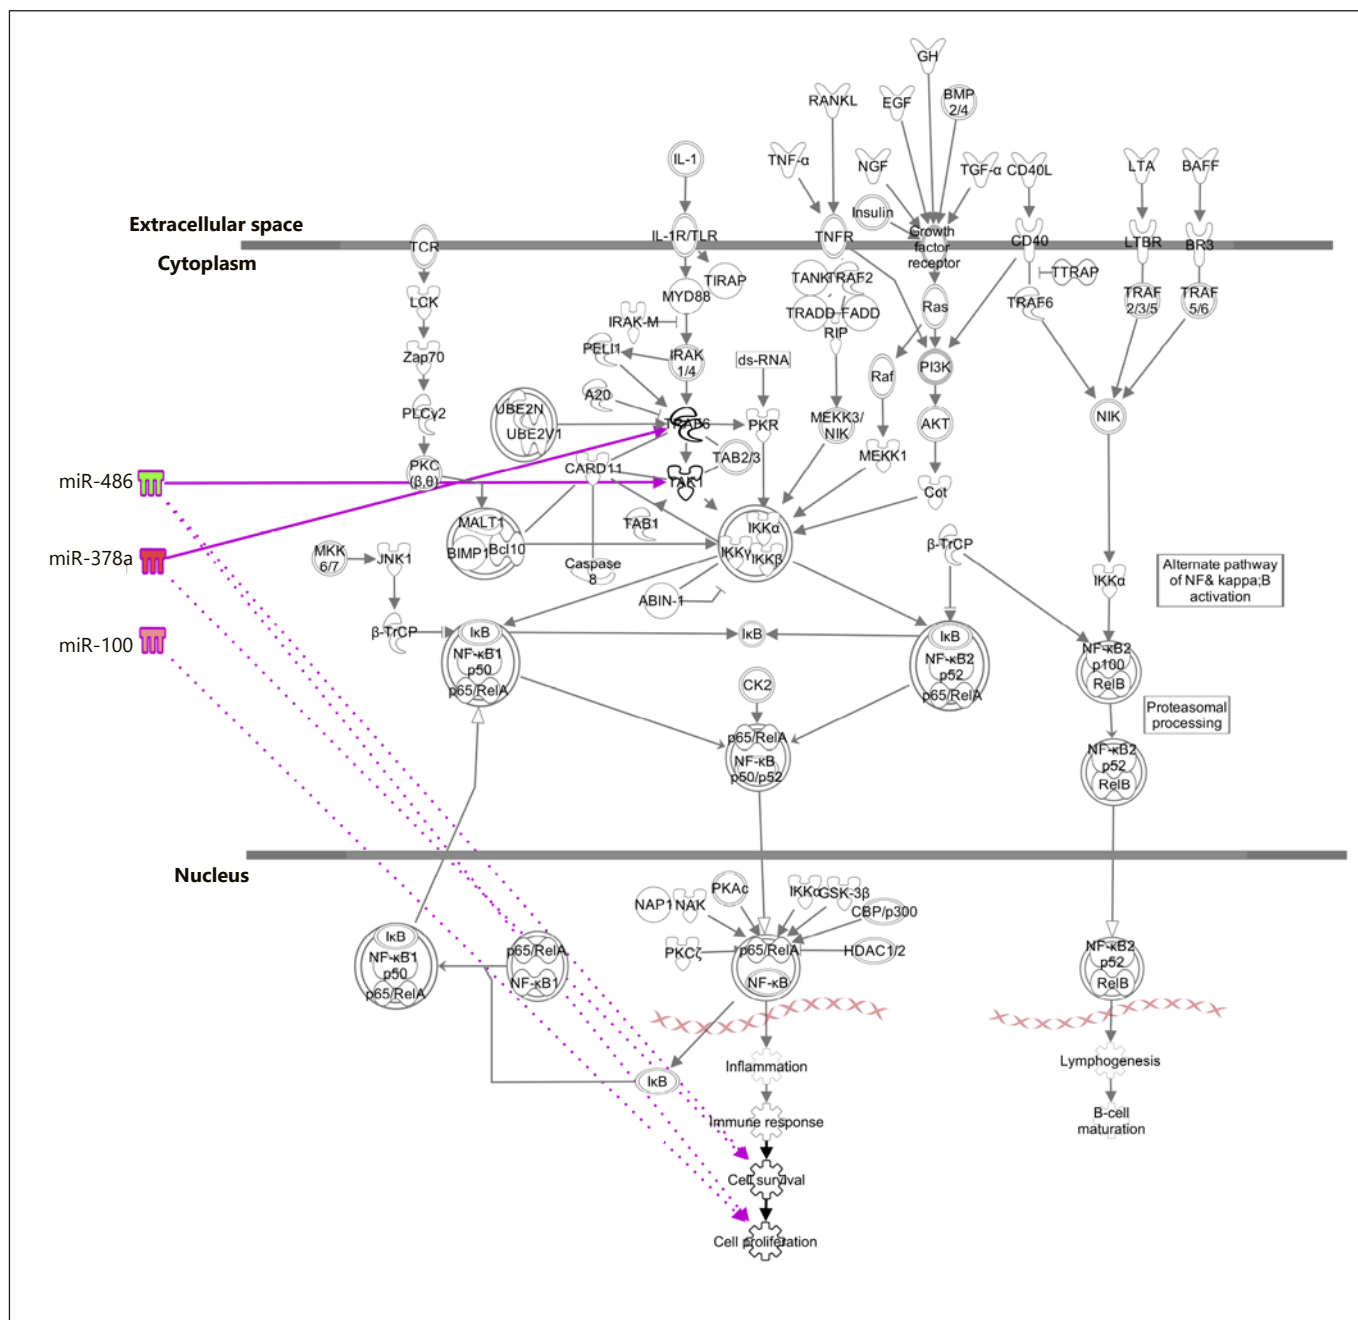 GH
RANKL
EGF
BMP
2/4
IL-1
TNF-α
NGF
TGF-α
CD40L
LTA
BAFF
Insulin
Extracellular space
TCR
IL-1R/TLR
TNFR
Growth
factor
receptor
CD40
LTBR
BR3
Cytoplasm
TIRAP
TANK
TRAF2
TTRAP
LCK
MYD88
TRAF6
TRAF
2/3/5
TRAF
5/6
IRAK-M
TRADD
FADD
RIP
Ras
Zap70
PELI1
IRAK
1/4
ds-RNA
Raf
PI3K
A20
PLCγ2
UBE2N
UBE2V1
TRAF6
PKR
MEKK3/
NIK
AKT
NIK
MEKK1
TAB2/3
PKC
(β,θ)
CARD11
TAK1
Cot
miR-486
MALT1
BIMP1
Bcl10
TAB1
IKKα
IKKγ
IKKβ
β-TrCP
miR-378a
MKK
6/7
JNK1
Caspase
8
IKKα
Alternate pathway
of NF& kappa;B
activation
ABIN-1
miR-100
β-TrCP
IκB
NF-κB1
p50
p65/RelA
IκB
IκB
NF-κB2
p52
p65/RelA
NF-κB2
p100
RelB
CK2
Proteasomal
processing
p65/RelA
NF-κB
p50/p52
NF-κB2
p52
RelB
Nucleus
NAP1
NAK
PKAc
IKKα
GSK-3β
CBP/p300
IκB
NF-κB1
p50
p65/RelA
p65/RelA
NF-κB1
PKCζ
p65/RelA
NF-κB
HDAC1/2
NF-κB2
p52
RelB
IκB
Inflammation
Lymphogenesis
Immune response
B-cell
maturation
Cell survival
Cell proliferation